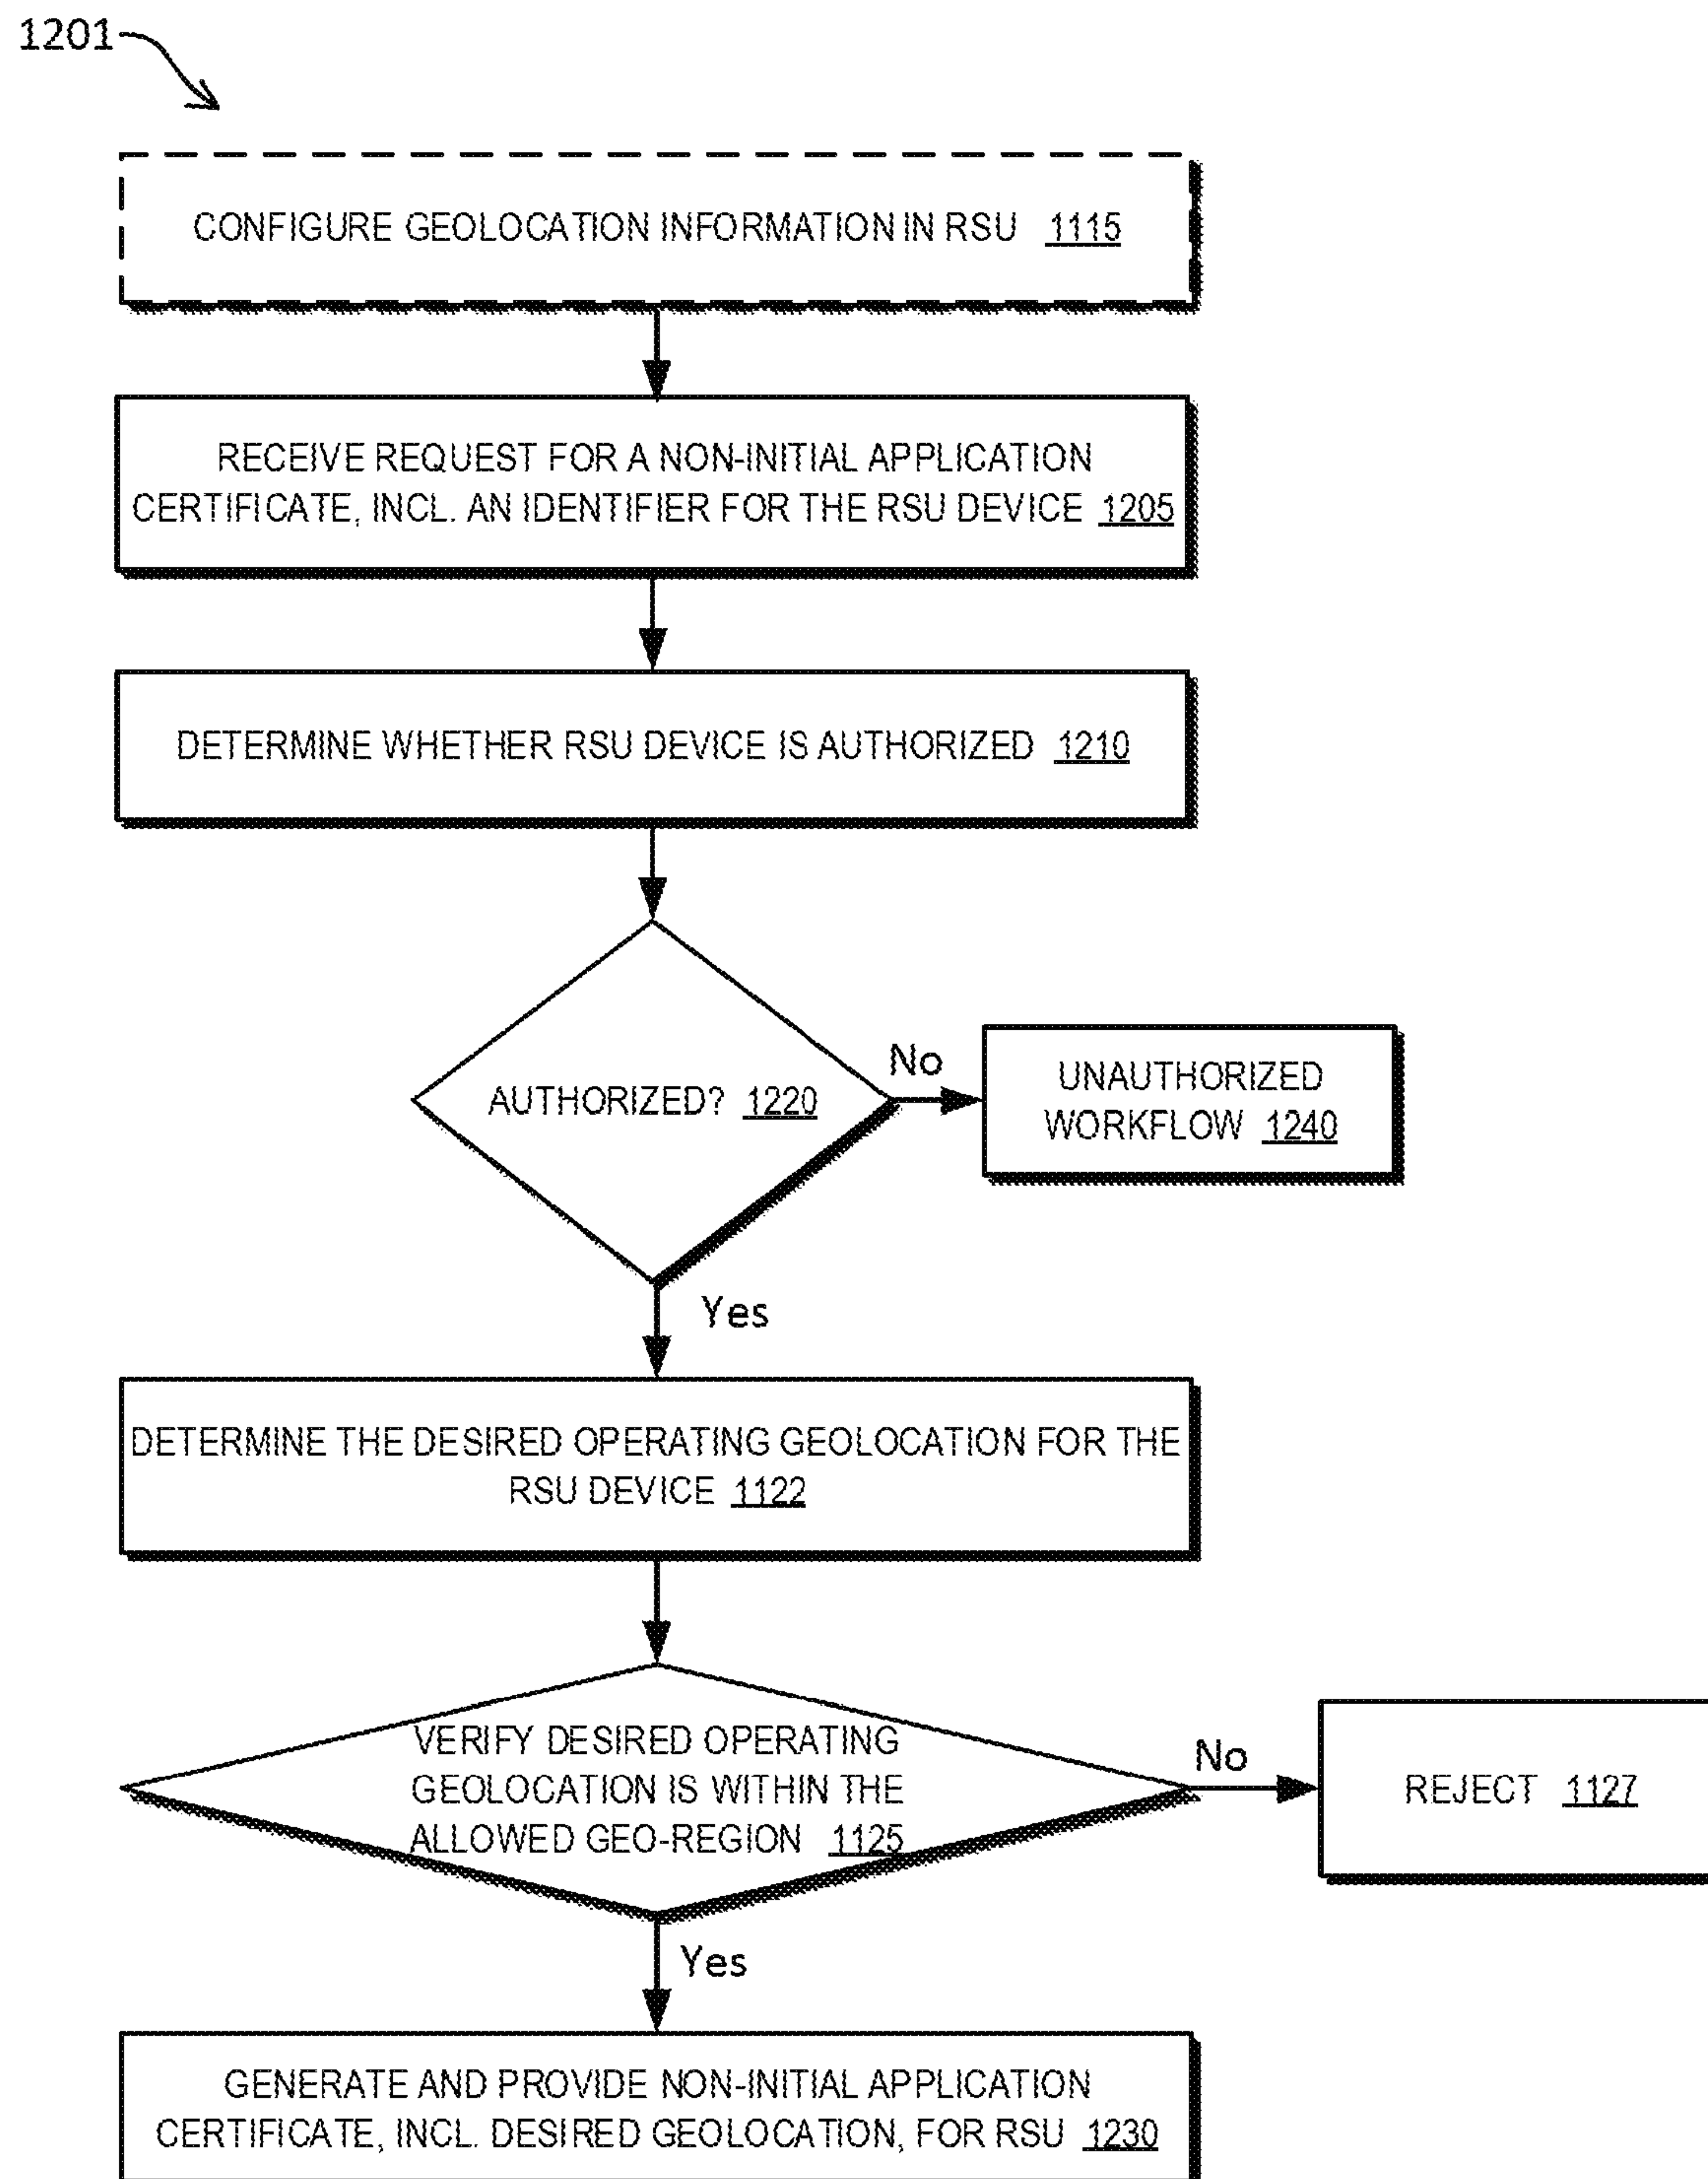 1201
CONFIGURE GEOLOCATION INFORMATION IN RSU 1115
RECEIVE REQUEST FOR A NON-INITIAL APPLICATION
CERTIFICATE, INCL. AN IDENTIFIER FOR THE RSU DEVICE 1205
DETERMINE WHETHER RSU DEVICE IS AUTHORIZED 1210
AUTHORIZED? 1220
No
UNAUTHORIZED
WORKFLOW 1240
Yes
DETERMINE THE DESIRED OPERATING GEOLOCATION FOR THE
RSU DEVICE 1122
VERIFY DESIRED OPERATING
GEOLOCATION IS WITHIN THE
ALLOWED GEO-REGION 1125
No
REJECT 1127
Yes
GENERATE AND PROVIDE NON-INITIAL APPLICATION
CERTIFICATE, INCL. DESIRED GEOLOCATION, FOR RSU 1230